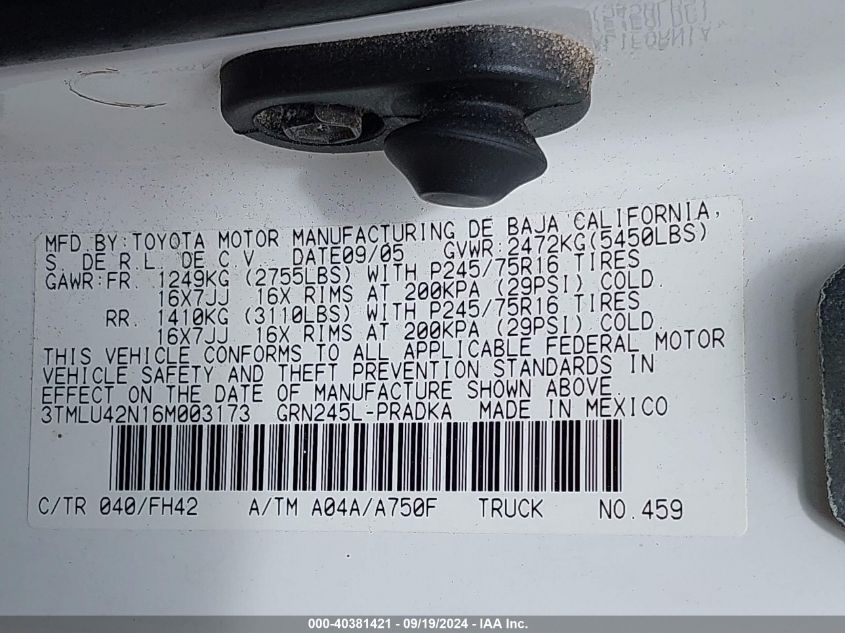 MFD.BY:TOYOTA MOTOR MANUFACTURING DE BAJA CALIFORNIA,
S. DE R.L. DE C.V. DATE09/05 GVWR:2472KG(5450LBS)
GAWR:FR. 1249KG (2755LBS) WITH P245/75R16 TIRES
16X7JJ 16X RIMS AT 200KPA (29PSI) COLD.
RR. 1410KG (3110LBS) WITH P245/75R16 TIRES
16X7JJ 16X RIMS AT 200KPA (29PSI) COLD.
THIS VEHICLE CONFORMS TO ALL APPLICABLE FEDERAL MOTOR
VEHICLE SAFETY AND THEFT PREVENTION STANDARDS IN
EFFECT ON THE DATE OF MANUFACTURE SHOWN ABOVE.
3TMLU42N16M003173 GRN245L-PRADKA MADE IN MEXICO
C/TR 040/FH42 A/TM A04A/A750F TRUCK NO.459
000-40381421 - 09/19/2024 - IAA Inc.